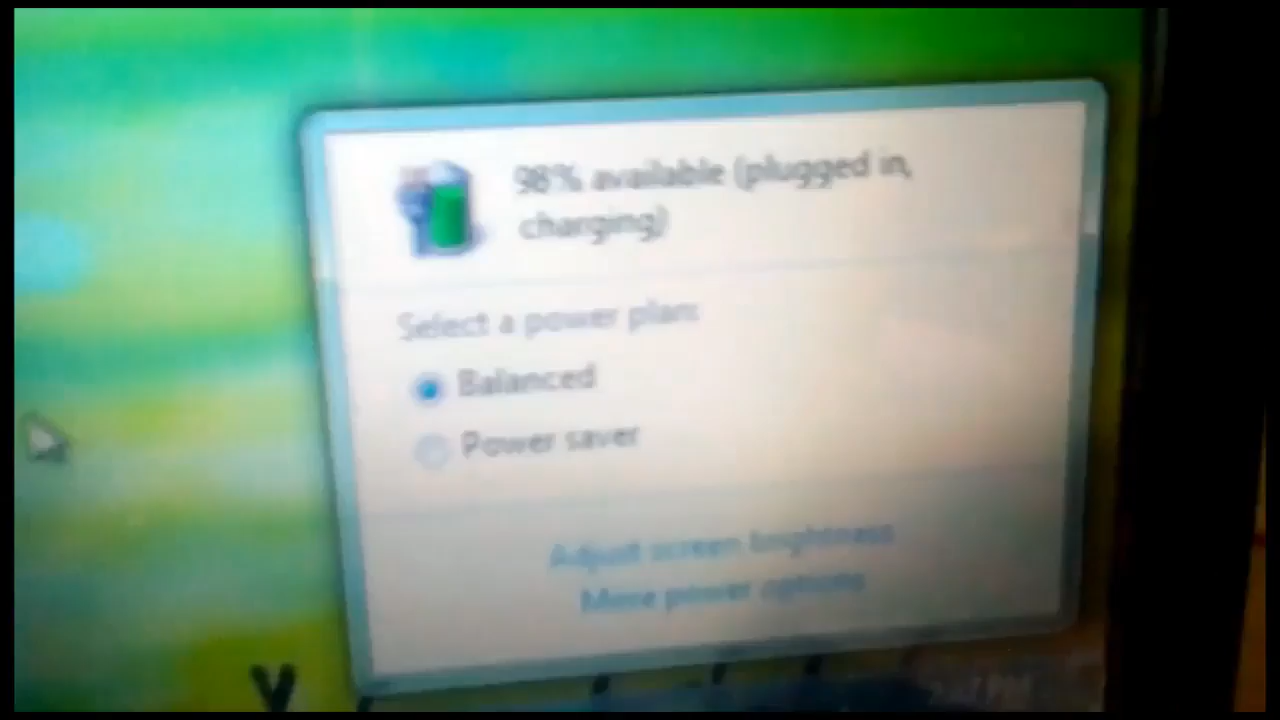 98% available (plugged in,
charging)
Select a power plan:
Balanced
Power saver
Adjust screen brightness
More power options